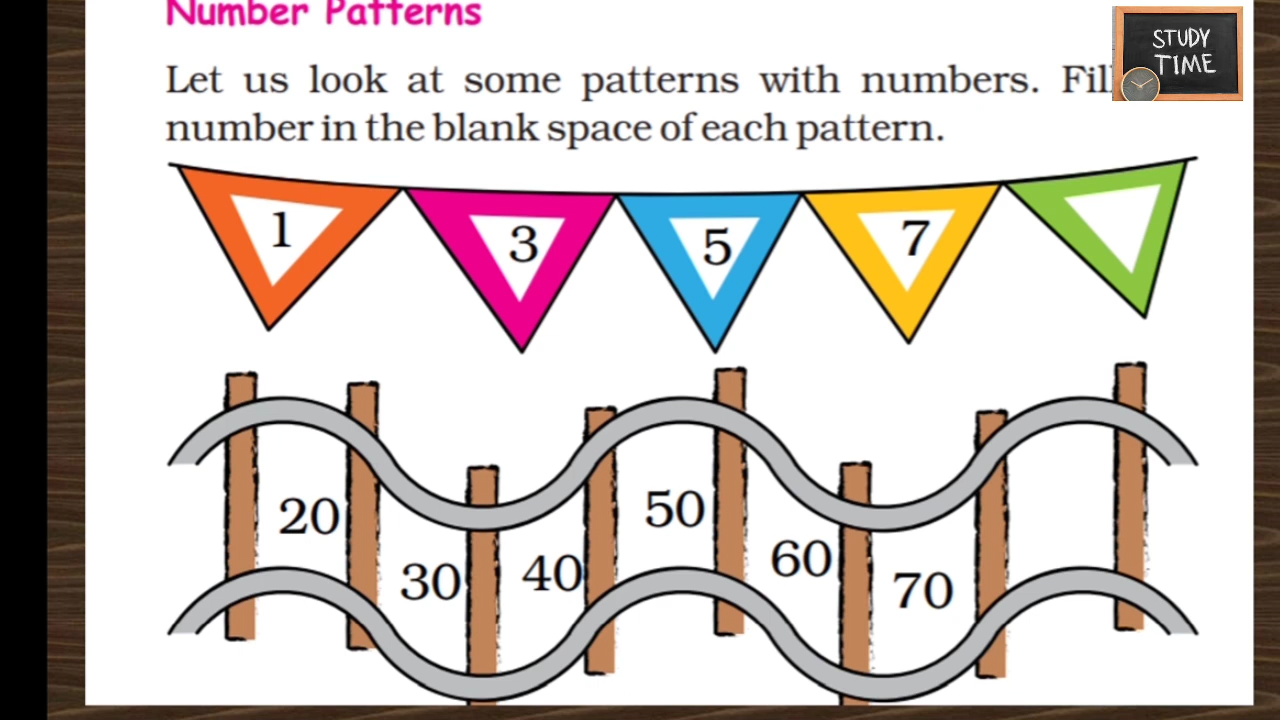 Number Patterns
STUDY
TIME
Let us look at some patterns with numbers.
number in the blank space of each pattern.
1 3 5 7
20 30 40 50 60 70